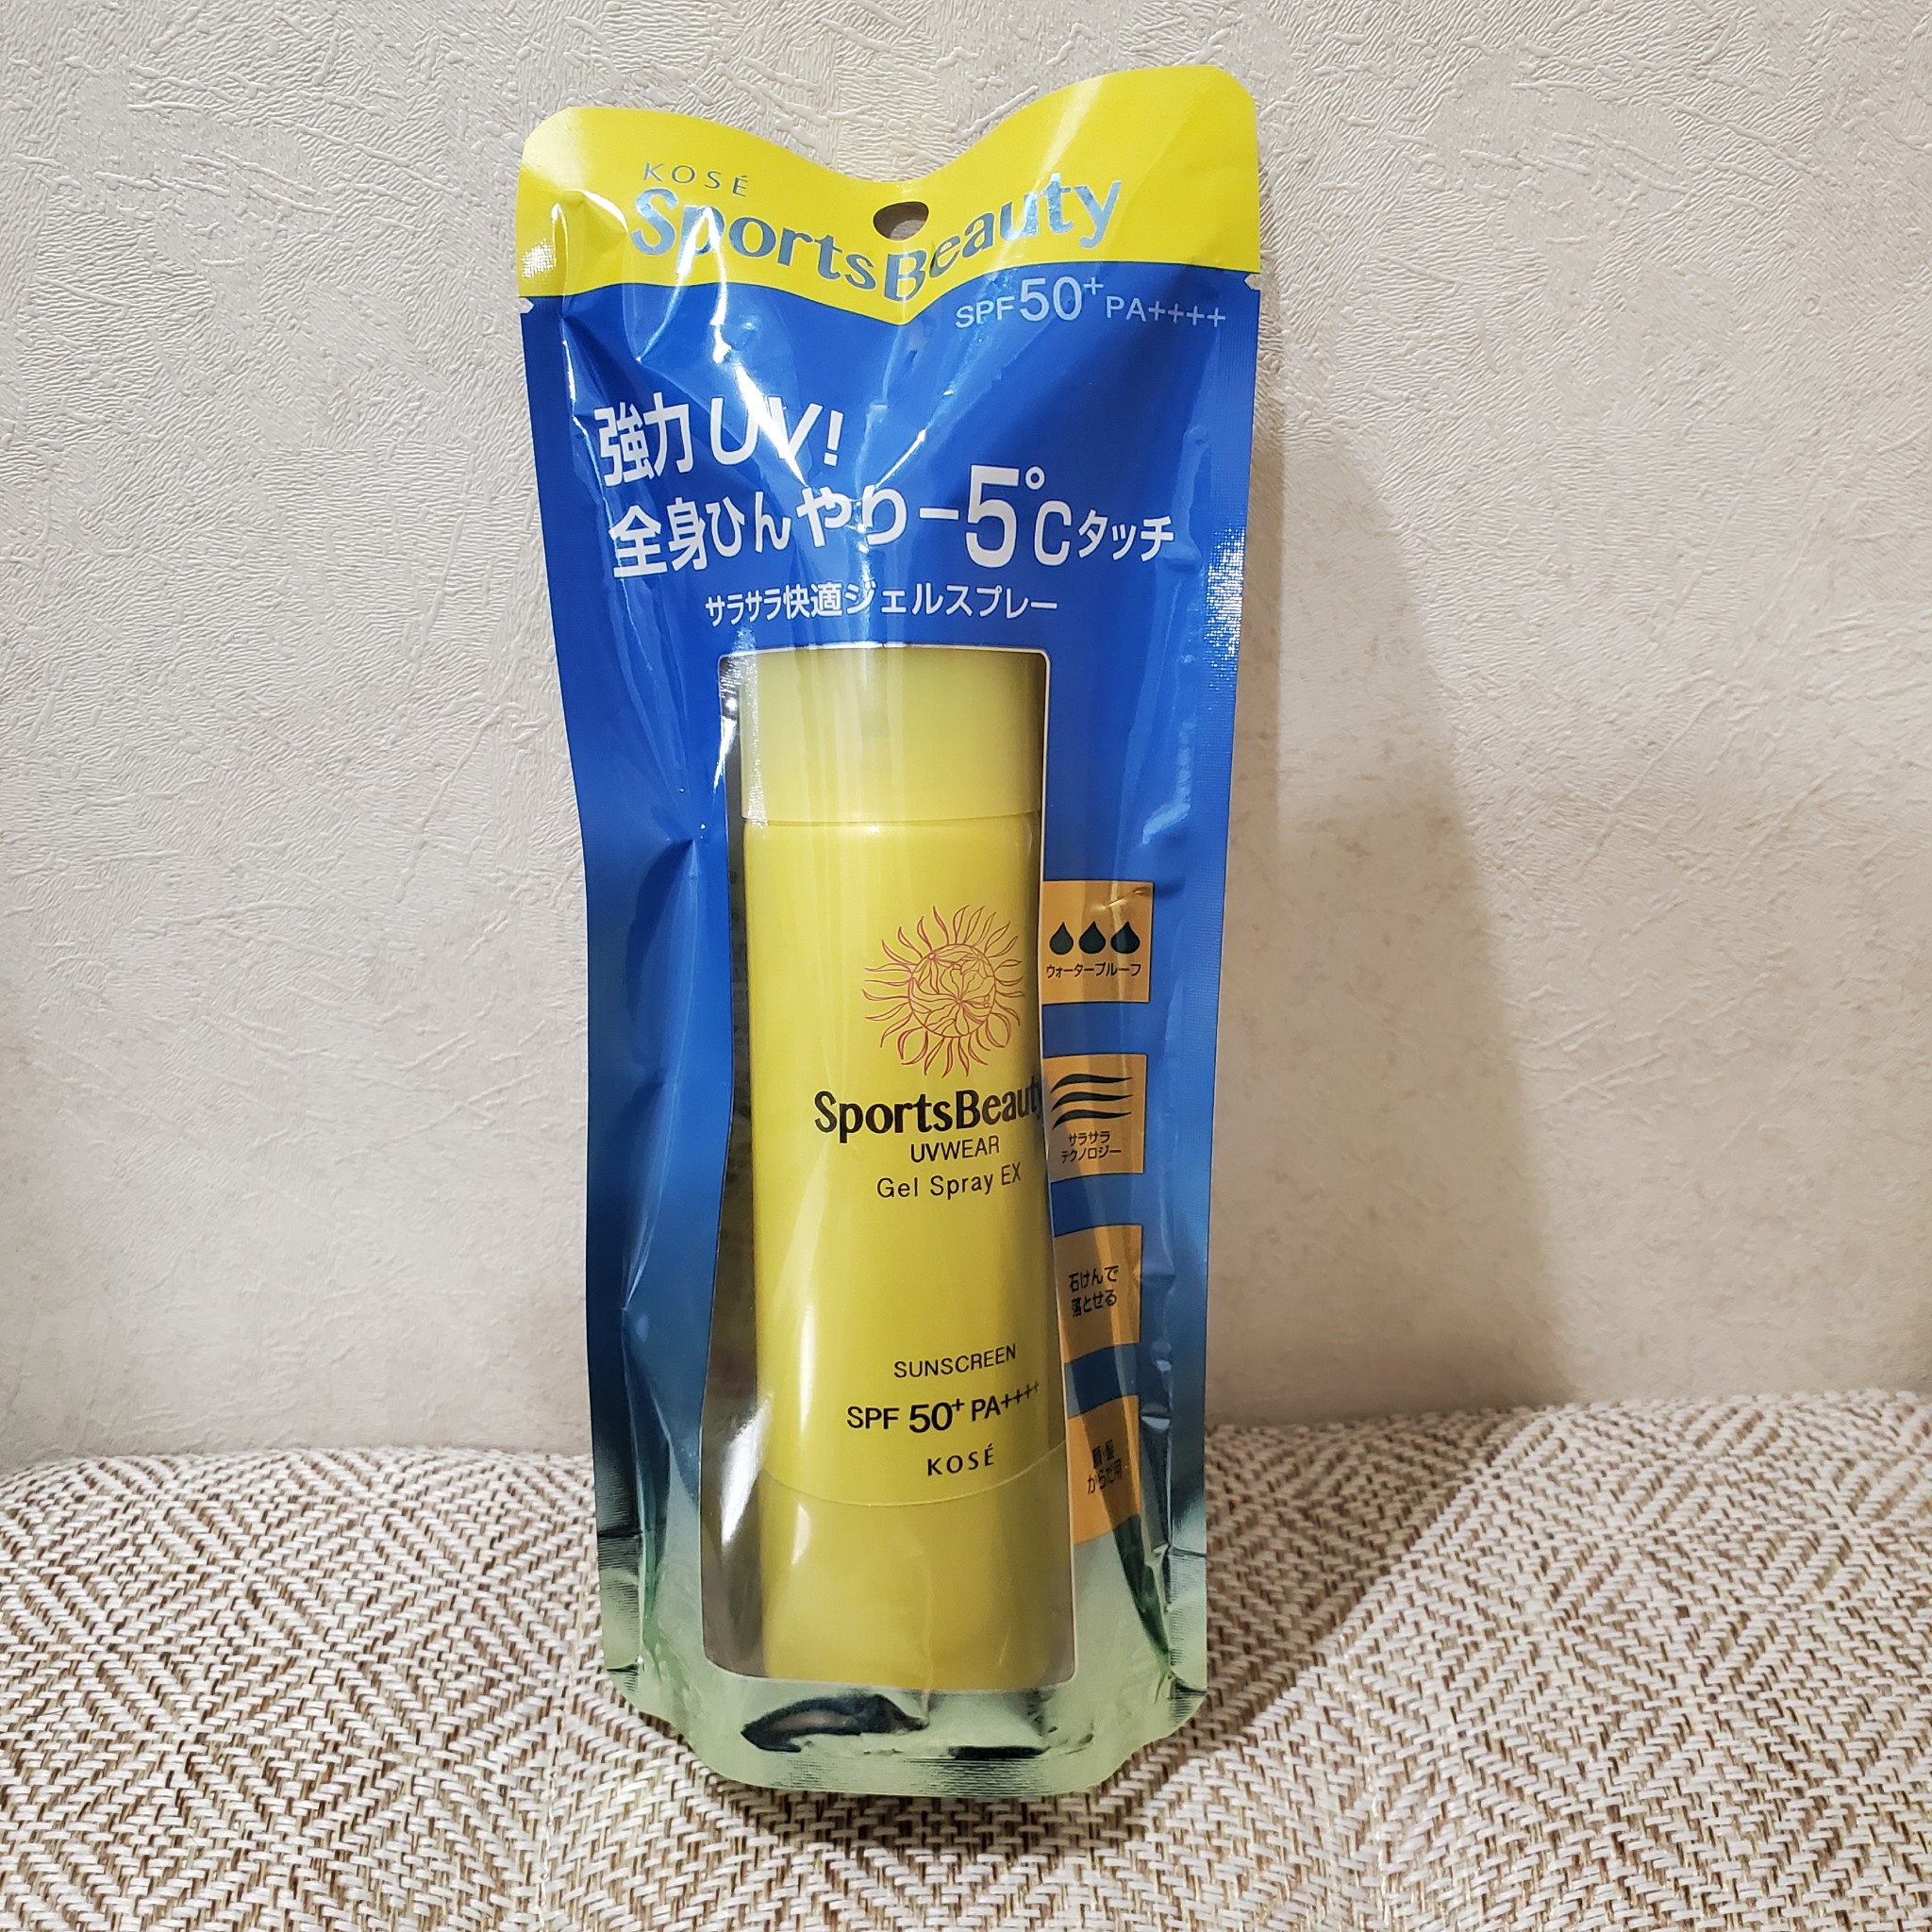 KOSÉ
SportsBeauty
SPF50+ PA++++
強力UV!
全身ひんやり-5℃タッチ
サラサラ快適ジェルスプレー
ウォータープルーフ
サラサラ
テクノロジー
石けんで
落とせる
顔・髪
からだ用
SportsBeauty
UVWEAR
Gel Spray EX
SUNSCREEN
SPF 50+ PA++++
KOSÉ